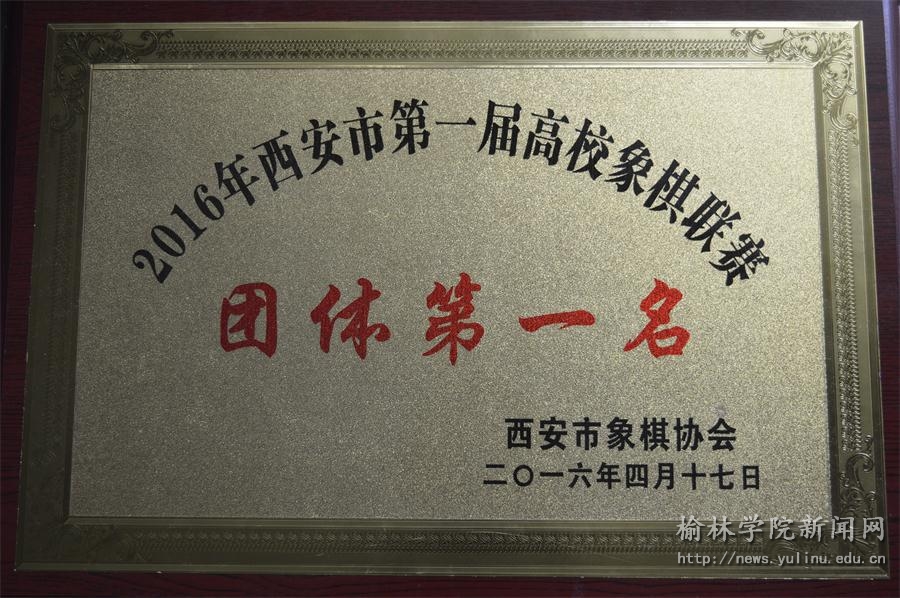 2016年西安市第一届高校象棋联赛
团体第一名
西安市象棋协会
二〇一六年四月十七日
榆林学院新闻网
http://news.yulinu.edu.cn